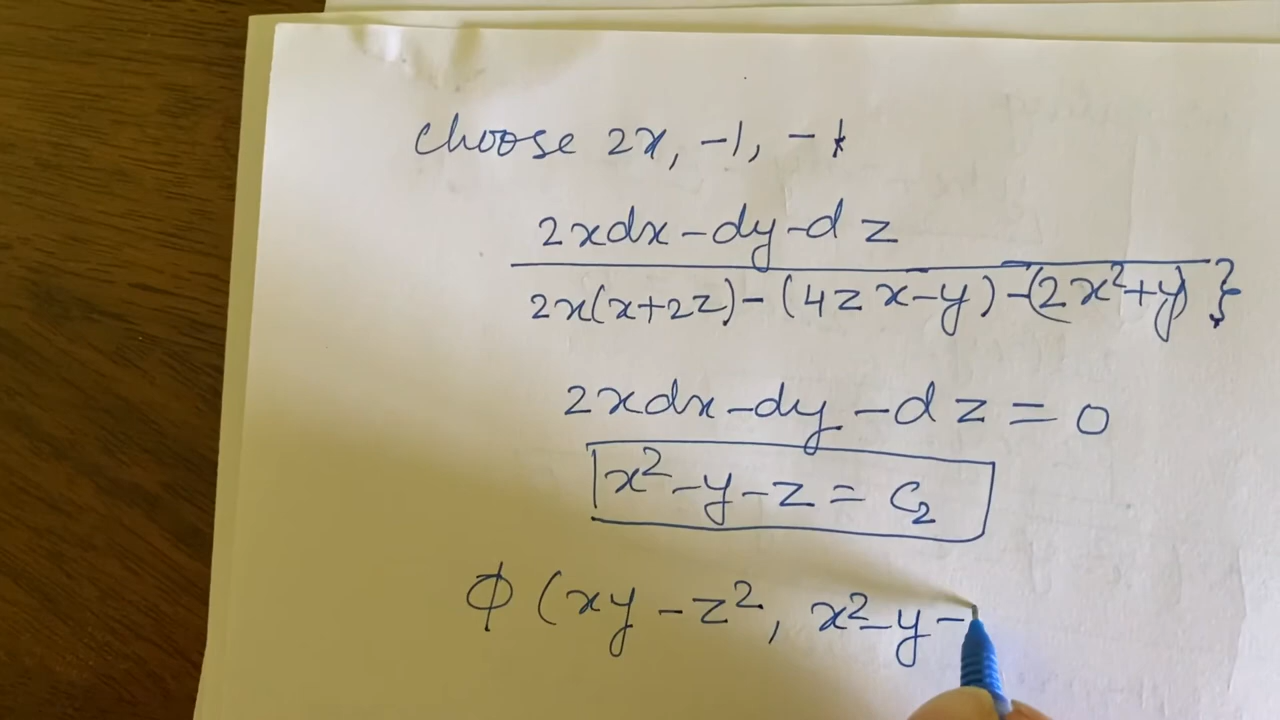 choose 2x, -1, -1
2xdx-dy-dz
2x(x+2z)-(4zx-y)-(2x²+y)}
2xdx-dy-dz=0
x²-y-z=C₂
ϕ(xy-z², x²-y-